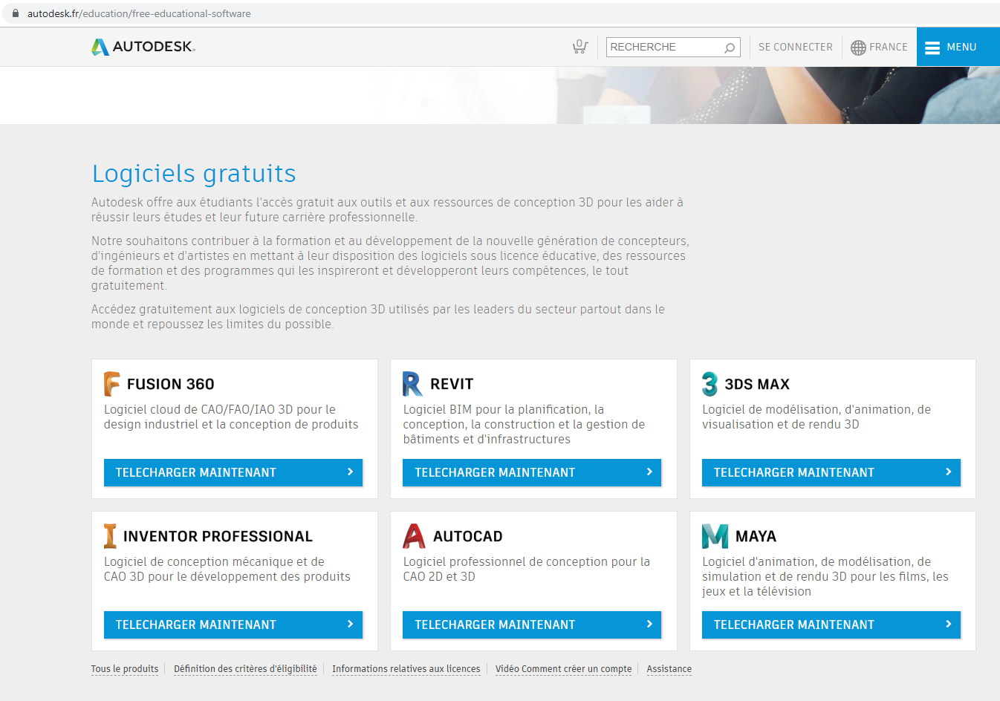 autodesk.fr/education/free-educational-software
AUTODESK.
0
RECHERCHE
SE CONNECTER
FRANCE
MENU
Logiciels gratuits
Autodesk offre aux étudiants l'accès gratuit aux outils et aux ressources de conception 3D pour les aider à
réussir leurs études et leur future carrière professionnelle.
Notre souhaitons contribuer à la formation et au développement de la nouvelle génération de concepteurs,
d'ingénieurs et d'artistes en mettant à leur disposition des logiciels sous licence éducative, des ressources
de formation et des programmes qui les inspireront et développeront leurs compétences, le tout
gratuitement.
Accédez gratuitement aux logiciels de conception 3D utilisés par les leaders du secteur partout dans le
monde et repoussez les limites du possible.
F FUSION 360
Logiciel cloud de CAO/FAO/IAO 3D pour le
design industriel et la conception de produits
TELECHARGER MAINTENANT
R REVIT
Logiciel BIM pour la planification, la
conception, la construction et la gestion de
bâtiments et d'infrastructures
TELECHARGER MAINTENANT
3 3DS MAX
Logiciel de modélisation, d'animation, de
visualisation et de rendu 3D
TELECHARGER MAINTENANT
I INVENTOR PROFESSIONAL
Logiciel de conception mécanique et de
CAO 3D pour le développement des produits
TELECHARGER MAINTENANT
A AUTOCAD
Logiciel professionnel de conception pour la
CAO 2D et 3D
TELECHARGER MAINTENANT
M MAYA
Logiciel d'animation, de modélisation, de
simulation et de rendu 3D pour les films, les
jeux et la télévision
TELECHARGER MAINTENANT
Tous le produits
Définition des critères d'éligibilité
Informations relatives aux licences
Vidéo Comment créer un compte
Assistance